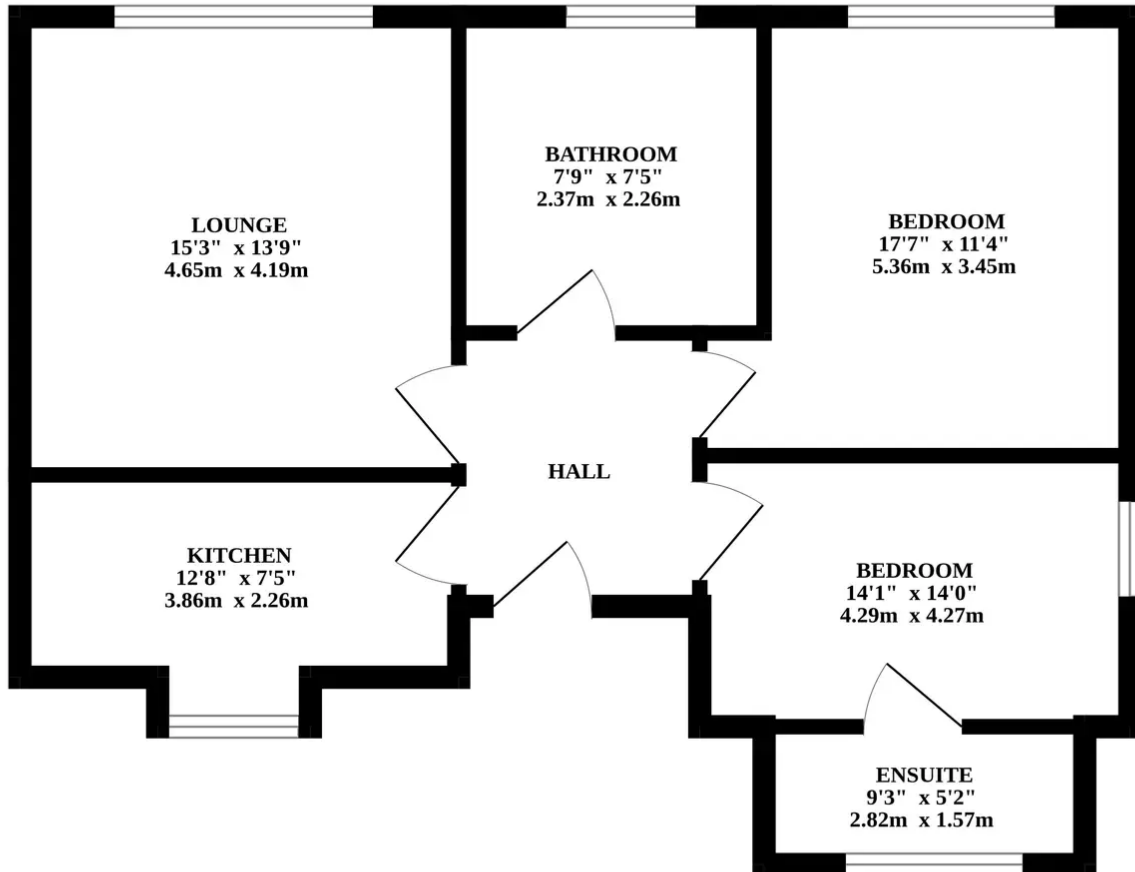 LOUNGE
15'3" x 13'9"
4.65m x 4.19m
BATHROOM
7'9" x 7'5"
2.37m x 2.26m
BEDROOM
17'7" x 11'4"
5.36m x 3.45m
HALL
KITCHEN
12'8" x 7'5"
3.86m x 2.26m
BEDROOM
14'1" x 14'0"
4.29m x 4.27m
ENSUITE
9'3" x 5'2"
2.82m x 1.57m